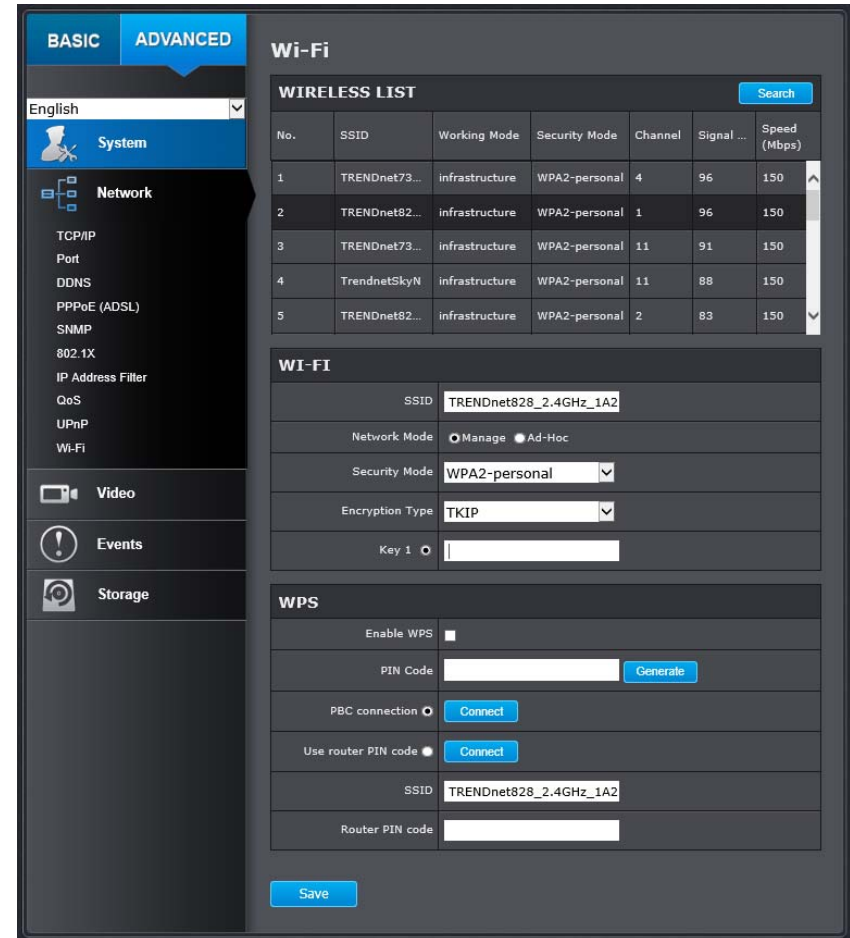 BASIC ADVANCED
English
System
Network
TCP/IP
Port
DDNS
PPPoE (ADSL)
SNMP
802.1X
IP Address Filter
QoS
UPnP
Wi-Fi
Video
Events
Storage
Wi-Fi
WIRELESS LIST Search
No. SSID Working Mode Security Mode Channel Signal ... Speed (Mbps)
1 TRENDnet73... infrastructure WPA2-personal 4 96 150
2 TRENDnet82... infrastructure WPA2-personal 1 96 150
3 TRENDnet73... infrastructure WPA2-personal 11 91 150
4 TrendnetSkyN infrastructure WPA2-personal 11 88 150
5 TRENDnet82... infrastructure WPA2-personal 2 83 150
WI-FI
SSID TRENDnet828_2.4GHz_1A2
Network Mode Manage Ad-Hoc
Security Mode WPA2-personal
Encryption Type TKIP
Key 1
WPS
Enable WPS
PIN Code Generate
PBC connection Connect
Use router PIN code Connect
SSID TRENDnet828_2.4GHz_1A2
Router PIN code
Save